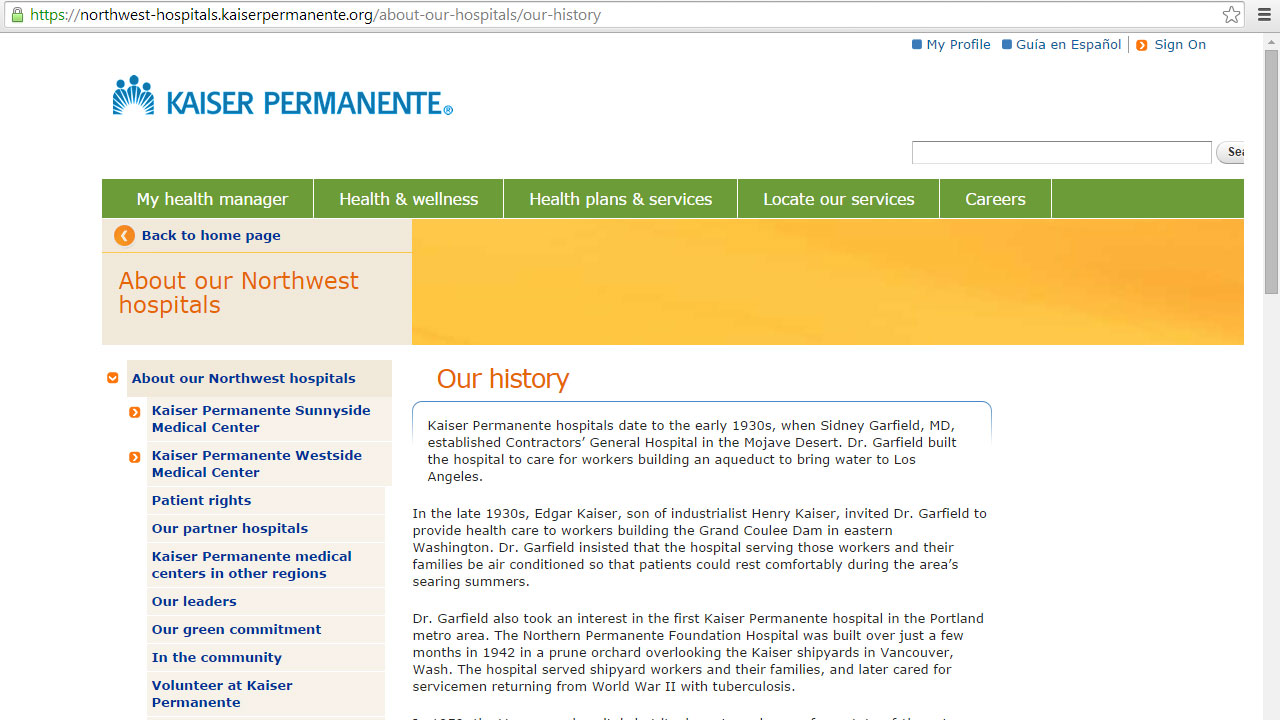 https://northwest-hospitals.kaiserpermanente.org/about-our-hospitals/our-history
My Profile Guía en Español Sign On
KAISER PERMANENTE®
My health manager Health & wellness Health plans & services Locate our services Careers
Back to home page
About our Northwest
hospitals
About our Northwest hospitals
Kaiser Permanente Sunnyside
Medical Center
Kaiser Permanente Westside
Medical Center
Patient rights
Our partner hospitals
Kaiser Permanente medical
centers in other regions
Our leaders
Our green commitment
In the community
Volunteer at Kaiser
Permanente
Our history
Kaiser Permanente hospitals date to the early 1930s, when Sidney Garfield, MD,
established Contractors’ General Hospital in the Mojave Desert. Dr. Garfield built
the hospital to care for workers building an aqueduct to bring water to Los
Angeles.
In the late 1930s, Edgar Kaiser, son of industrialist Henry Kaiser, invited Dr. Garfield to
provide health care to workers building the Grand Coulee Dam in eastern
Washington. Dr. Garfield insisted that the hospital serving those workers and their
families be air conditioned so that patients could rest comfortably during the area’s
searing summers.
Dr. Garfield also took an interest in the first Kaiser Permanente hospital in the Portland
metro area. The Northern Permanente Foundation Hospital was built over just a few
months in 1942 in a prune orchard overlooking the Kaiser shipyards in Vancouver,
Wash. The hospital served shipyard workers and their families, and later cared for
servicemen returning from World War II with tuberculosis.